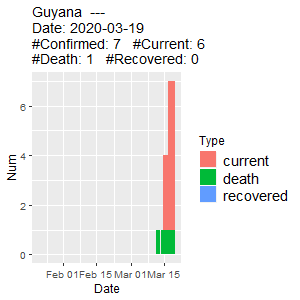 Guyana  ---
Date: 2020-03-19
#Confirmed: 7   #Current: 6
#Death: 1   #Recovered: 0
6
4
2
0
Num
Feb 01 Feb 15 Mar 01 Mar 15
Date
Type
current
death
recovered